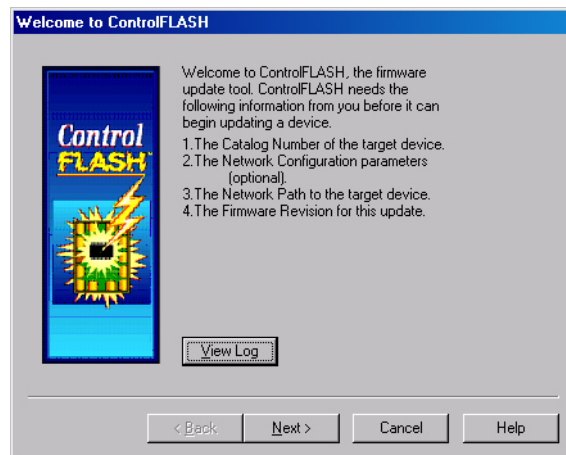 Welcome to ControlFLASH
Welcome to ControlFLASH, the firmware
update tool. ControlFLASH needs the
following information from you before it can
begin updating a device.
1.The Catalog Number of the target device.
2.The Network Configuration parameters
(optional).
3.The Network Path to the target device.
4.The Firmware Revision for this update.
Control
FLASH™
View Log
< Back
Next >
Cancel
Help